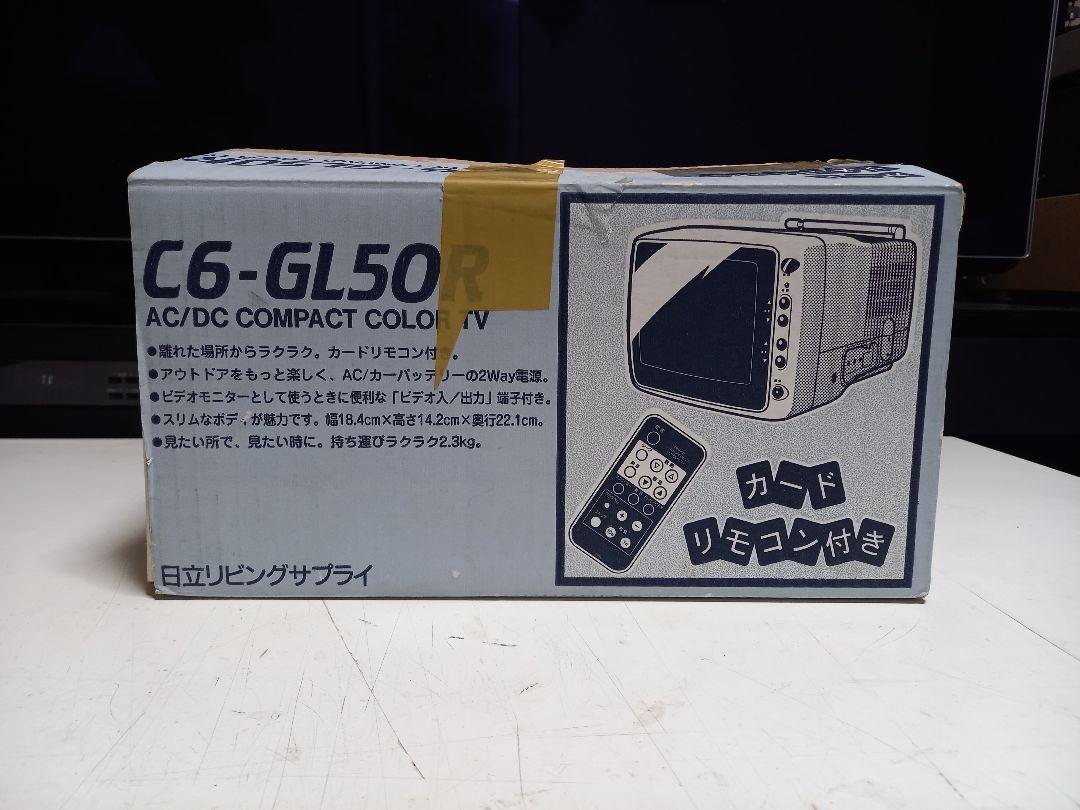 C6-GL50R
AC/DC COMPACT COLOR TV
●離れた場所からラクラク。カードリモコン付き。
●アウトドアをもっと楽しく、AC/カーバッテリーの2Way電源。
●ビデオモニターとして使うときに便利な「ビデオ入/出力」端子付き。
●スリムなボディが魅力です。幅18.4cm×高さ14.2cm×奥行22.1cm。
●見たい所で、見たい時に。持ち運びラクラク2.3kg。
日立リビングサプライ
カード
リモコン付き